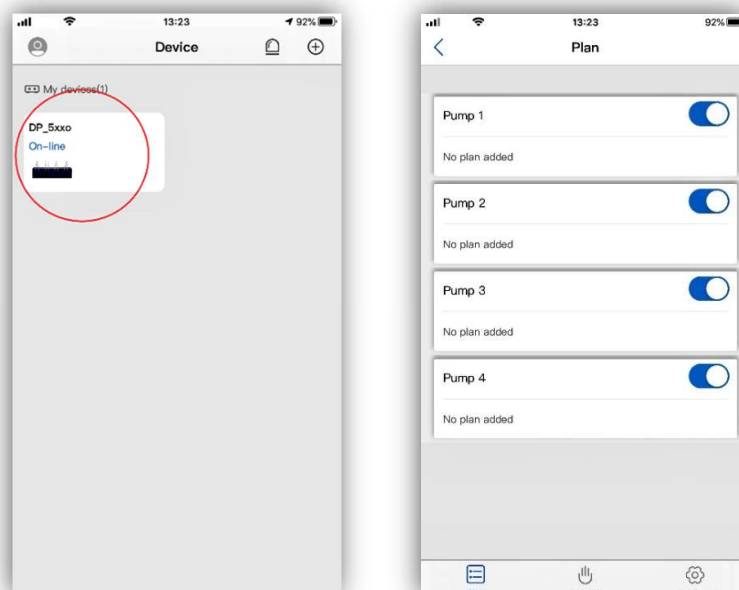 13:23
92%
Device
My devices(1)
DP_5xxo
On-line
13:23
92%
Plan
Pump 1
No plan added
Pump 2
No plan added
Pump 3
No plan added
Pump 4
No plan added